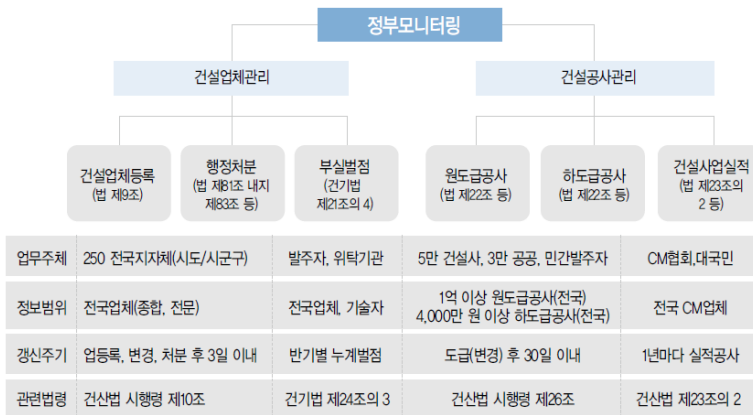 정부모니터링
건설업체관리
건설공사관리
건설업체등록
(법 제9조)
행정처분
(법 제81조 내지
제83조 등)
부실벌점
(건기법
제21조의 4)
원도급공사
(법 제22조 등)
하도급공사
(법 제22조 등)
건설사업실적
(법 제23조의
2 등)
업무주체 250 전국지자체(시도/시군구) 발주자, 위탁기관 5만 건설사, 3만 공공, 민간발주자 CM협회,대국민
정보범위 전국업체(종합, 전문) 전국업체, 기술자 1억 이상 원도급공사(전국)
4,000만 원 이상 하도급공사(전국) 전국 CM업체
갱신주기 업등록, 변경, 처분 후 3일 이내 반기별 누계벌점 도급(변경) 후 30일 이내 1년마다 실적공사
관련법령 건산법 시행령 제10조 건기법 제24조의 3 건산법 시행령 제26조 건산법 제23조의 2